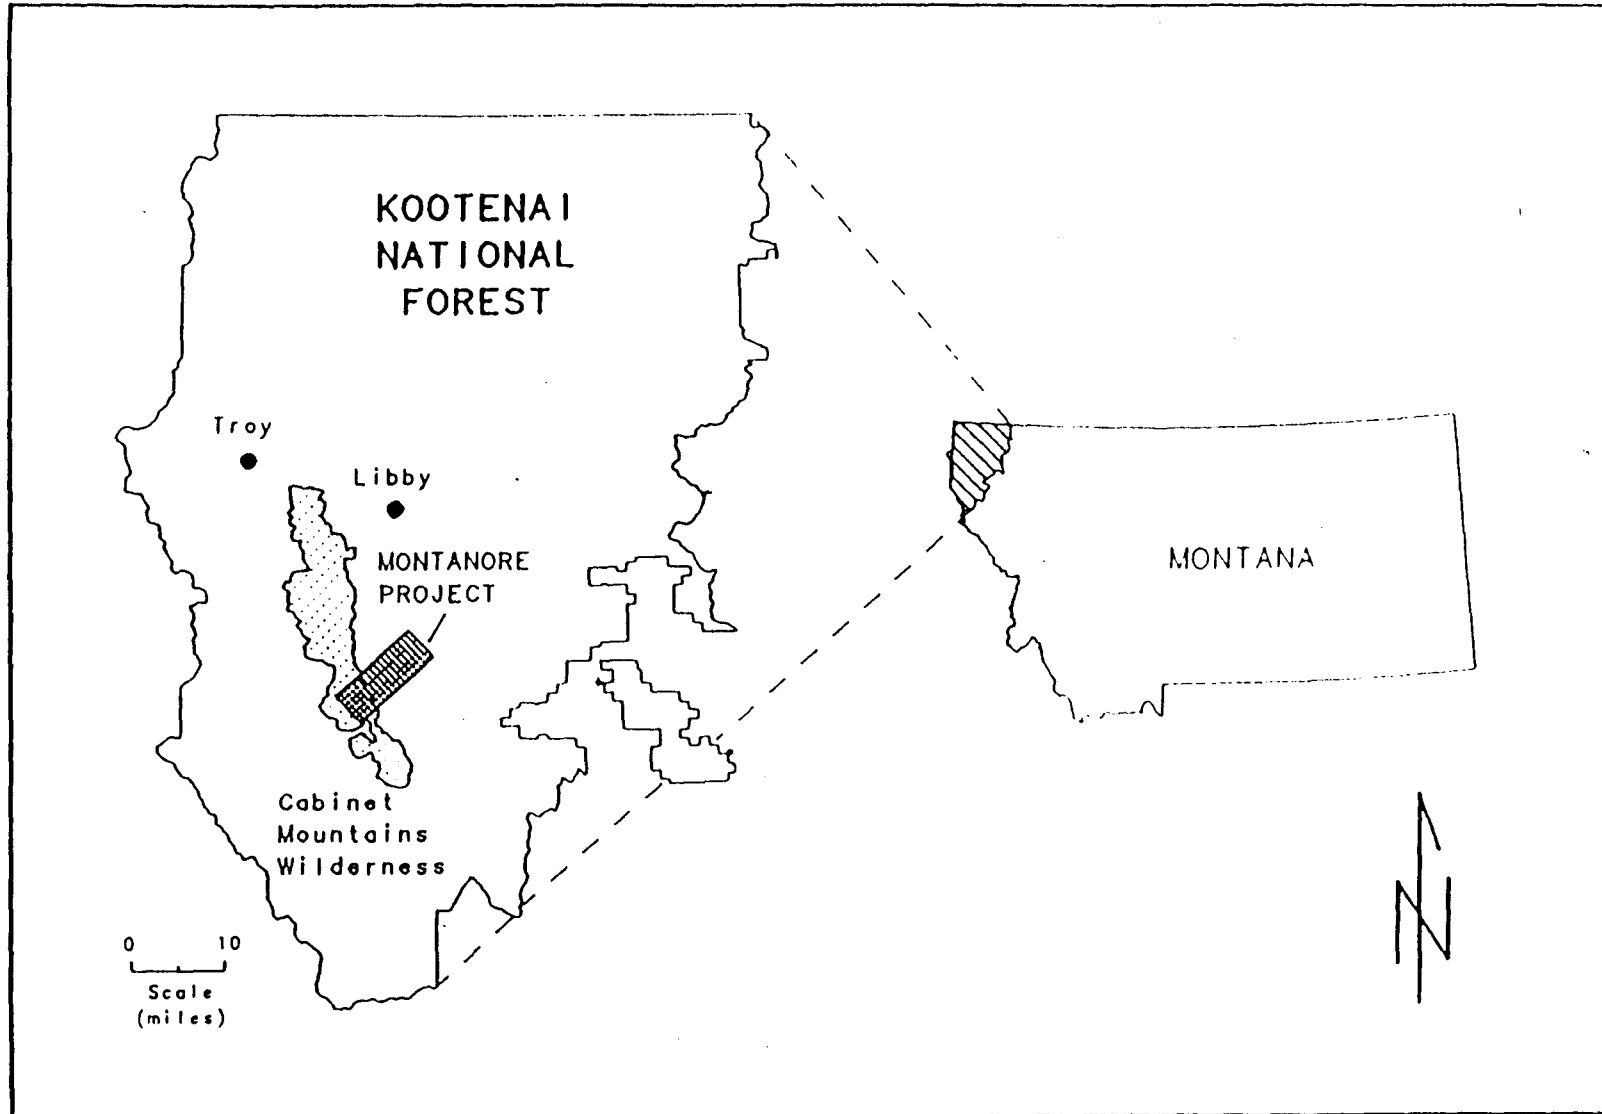 KOOTENAI
NATIONAL
FOREST
Troy
Libby
MONTANORE
PROJECT
MONTANA
Cabinet
Mountains
Wilderness
0 10
Scale
(miles)
N